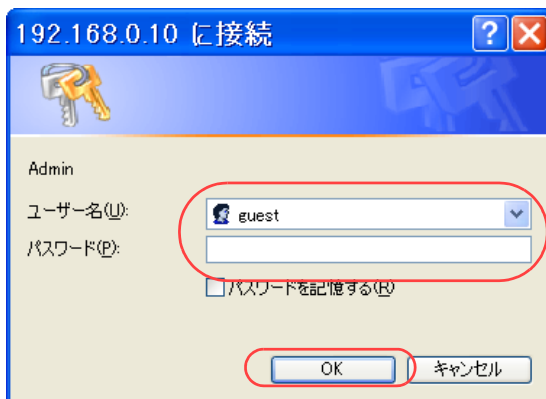 192.168.0.10 に接続
Admin
ユーザー名(U):
guest
パスワード(P):
パスワードを記憶する(R)
OK
キャンセル